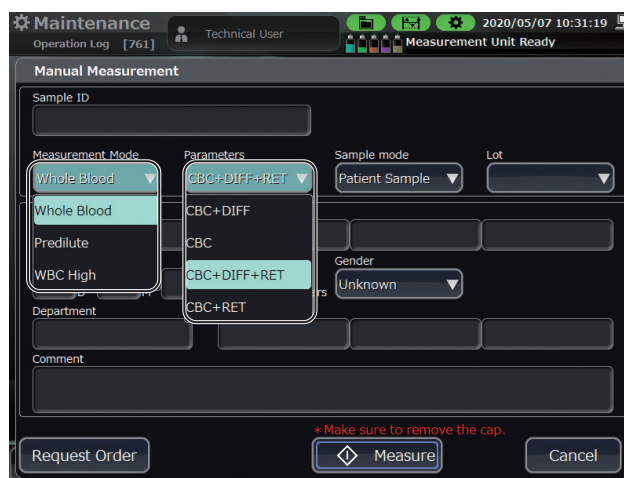 Maintenance
Operation Log [761]
Technical User
2020/05/07 10:31:19
Measurement Unit Ready
Manual Measurement
Sample ID
Measurement Mode Parameters Sample mode Lot
Whole Blood CBC+DIFF+RET Patient Sample
Whole Blood CBC+DIFF
Predilute CBC
Gender
WBC High CBC+DIFF+RET Unknown
CBC+RET
Department
Comment
*Make sure to remove the cap.
Request Order Measure Cancel